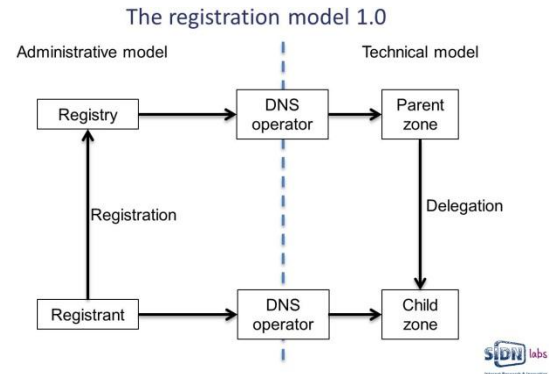 The registration model 1.0
Administrative model
Technical model
Registry
DNS
operator
Parent
zone
Registration
Delegation
Registrant
DNS
operator
Child
zone
SIDN labs